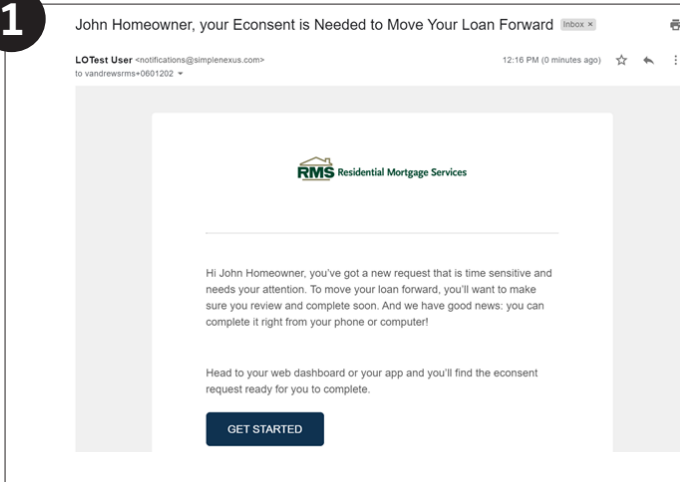 1
John Homeowner, your Econsent is Needed to Move Your Loan Forward Inbox ×
LOTest User <notifications@simplenexus.com> 12:16 PM (0 minutes ago)
to vandrewsrms+0601202
RMS Residential Mortgage Services
Hi John Homeowner, you've got a new request that is time sensitive and
needs your attention. To move your loan forward, you'll want to make
sure you review and complete soon. And we have good news: you can
complete it right from your phone or computer!
Head to your web dashboard or your app and you'll find the econsent
request ready for you to complete.
GET STARTED